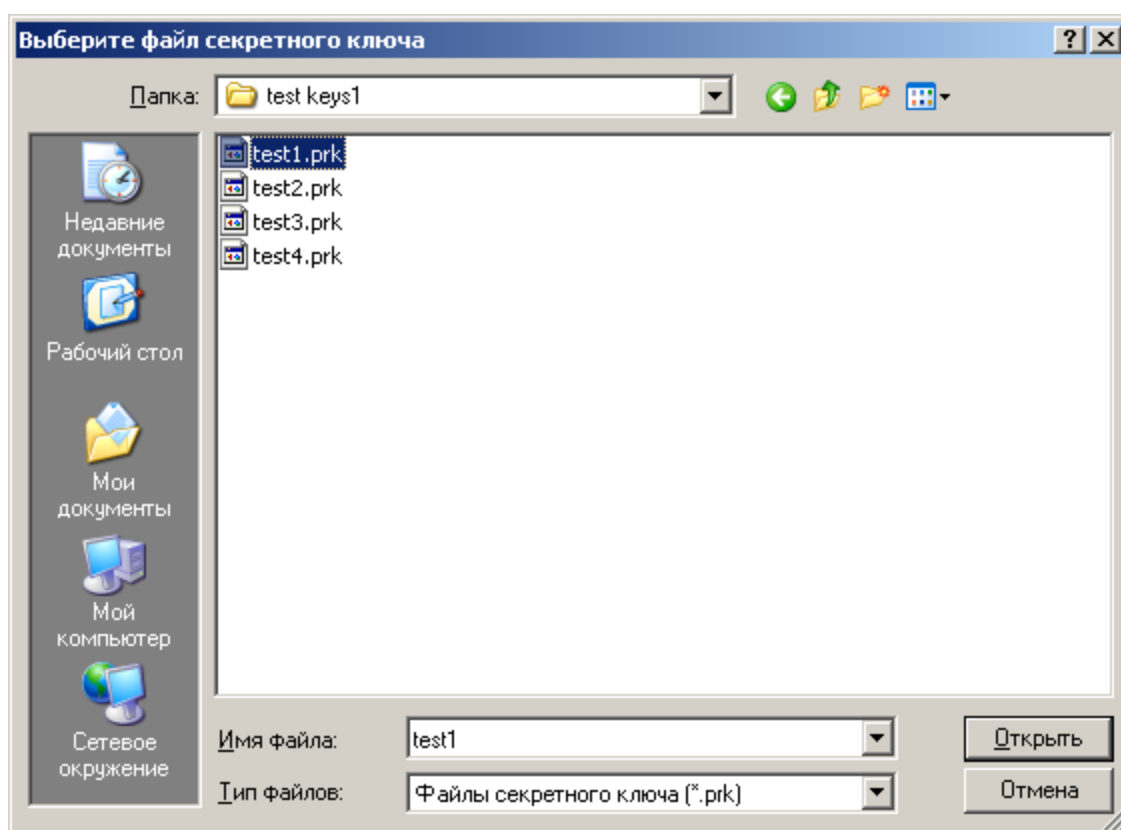 Выберите файл секретного ключа
Папка: test keys1
test1.prk
test2.prk
test3.prk
test4.prk
Недавние
документы
Рабочий стол
Мои
документы
Мой
компьютер
Сетевое
окружение
Имя файла: test1 Открыть
Тип файлов: Файлы секретного ключа (*.prk) Отмена